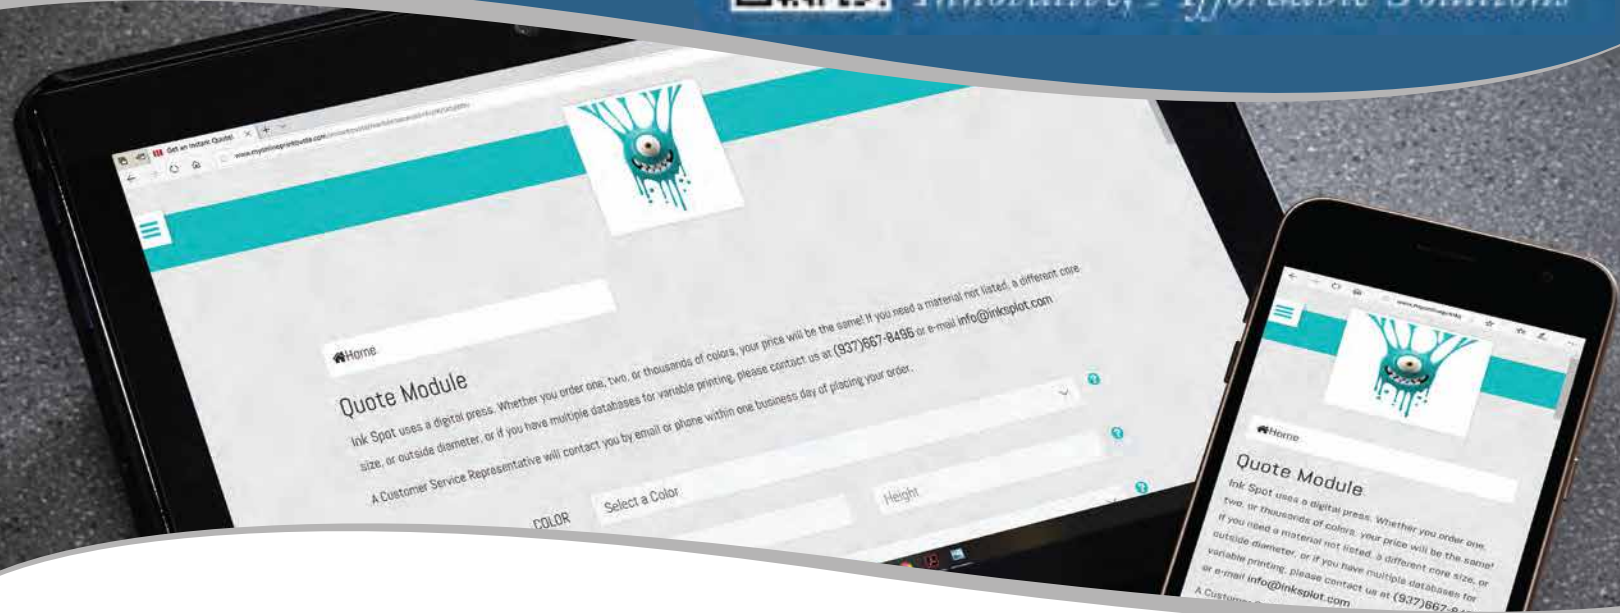 Innovative, Affordable Solutions
Get an Instant Quote!
Home
Quote Module
Ink Spot uses a digital press. Whether you order one, two, or thousands of colors, your price will be the same! If you need a material not listed, a different core
size, or outside diameter, or if you have multiple databases for variable printing, please contact us at (937)667-8496 or e-mail info@inksplot.com
A Customer Service Representative will contact you by email or phone within one business day of placing your order.
COLOR
Select a Color
Height
Home
Quote Module
Ink Spot uses a digital press. Whether you order one,
two, or thousands of colors, your price will be the same!
If you need a material not listed, a different core size, or
outside diameter, or if you have multiple databases for
variable printing, please contact us at (937)667-8
or e-mail info@inksplot.com
A Custom